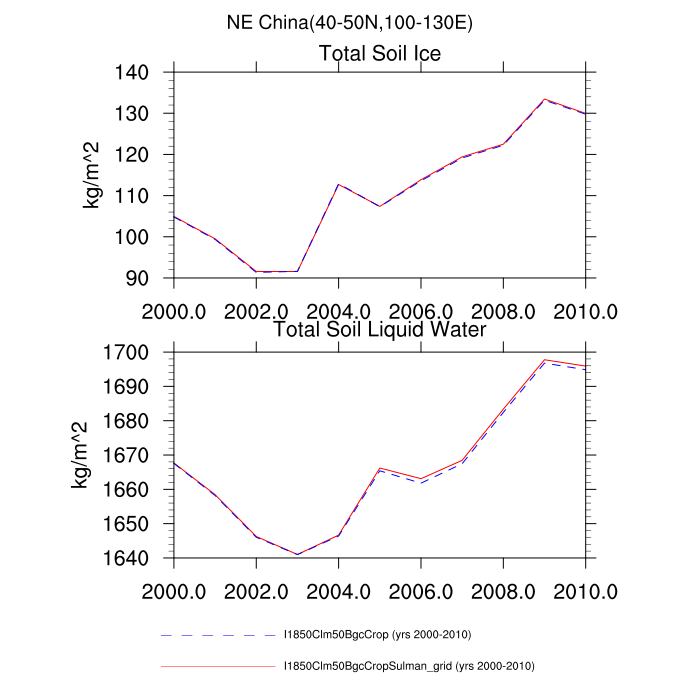 NE China(40-50N,100-130E)
Total Soil Ice
140
130
120
110
100
90
kg/m^2
2000.0 2002.0 2004.0 2006.0 2008.0 2010.0
Total Soil Liquid Water
1700
1690
1680
1670
1660
1650
1640
kg/m^2
2000.0 2002.0 2004.0 2006.0 2008.0 2010.0
I1850Clm50BgcCrop (yrs 2000-2010)
I1850Clm50BgcCropSulman_grid (yrs 2000-2010)